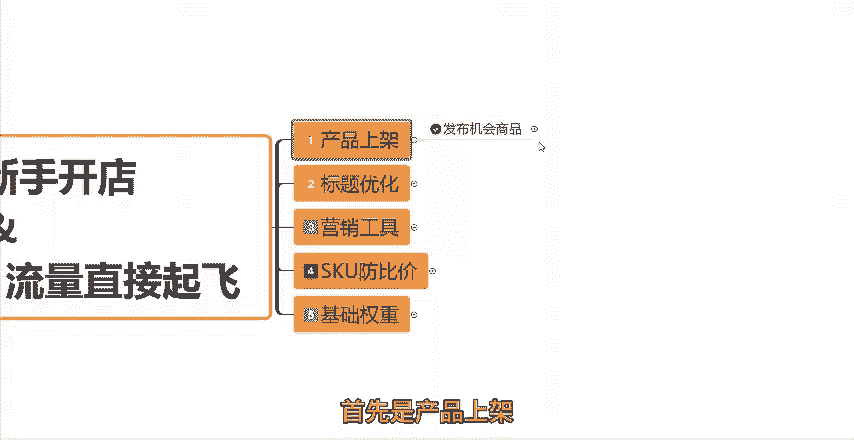 新手开店
&
流量直接起飞
1 产品上架
发布机会商品
2 标题优化
3 营销工具
4 SKU防比价
5 基础权重
首先是产品上架